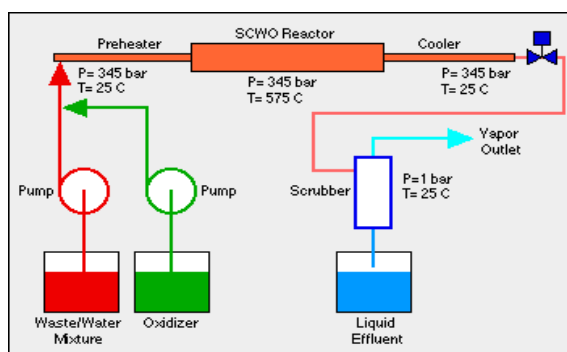 SCWO Reactor
Preheater
Cooler
P= 345 bar
T= 25 C
P= 345 bar
T= 575 C
P= 345 bar
T= 25 C
Vapor
Outlet
Pump
Pump
Scrubber
P=1 bar
T= 25 C
Waste/Water
Mixture
Oxidizer
Liquid
Effluent